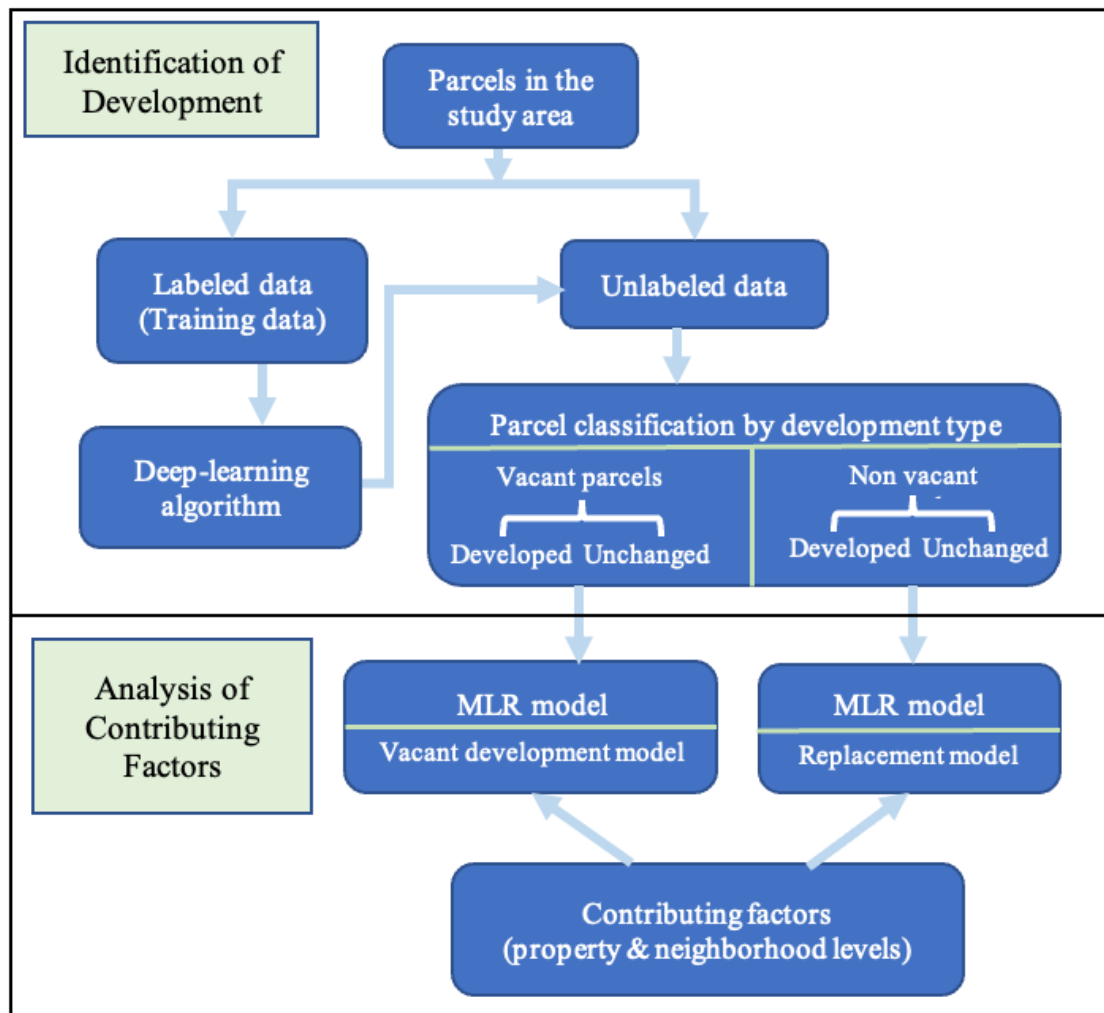 Identification of
Development
Parcels in the
study area
Labeled data
(Training data)
Unlabeled data
Deep-learning
algorithm
Parcel classification by development type
Vacant parcels
Non vacant
Developed Unchanged
Developed Unchanged
Analysis of
Contributing
Factors
MLR model
Vacant development model
MLR model
Replacement model
Contributing factors
(property & neighborhood levels)